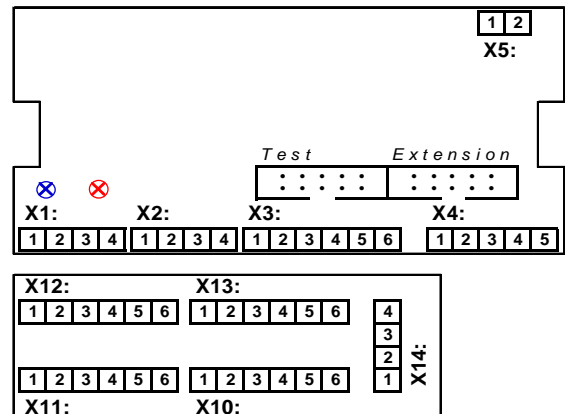 1 2
X5:
Test Extension
X1: X2: X3: X4:
1 2 3 4 1 2 3 4 1 2 3 4 5 6 1 2 3 4 5
X12: X13:
1 2 3 4 5 6 1 2 3 4 5 6 4
3
2
X14:
1 2 3 4 5 6 1 2 3 4 5 6 1
X11: X10: